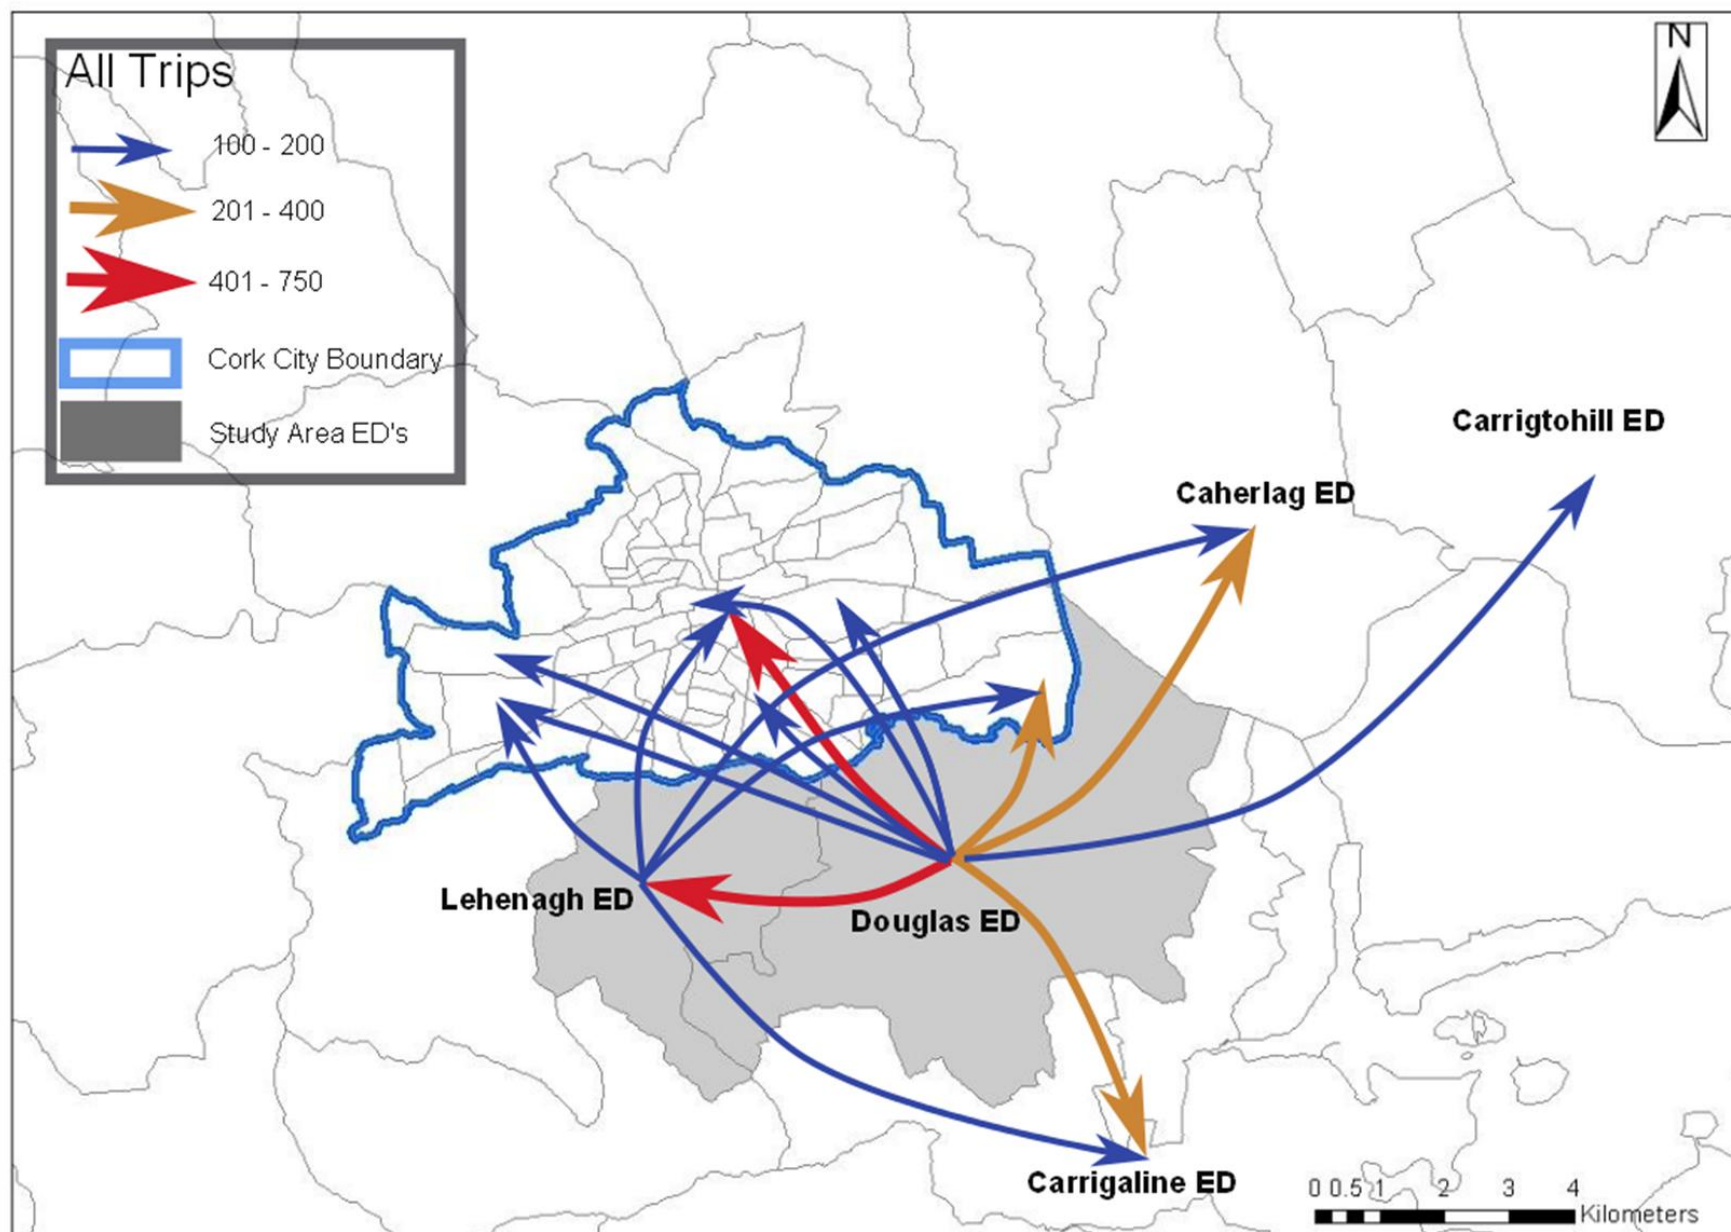 All Trips
100 - 200
201 - 400
401 - 750
Cork City Boundary
Study Area ED's
N
Carrigtohill ED
Caherlag ED
Lehenagh ED
Douglas ED
Carrigaline ED
0 0.5 1 2 3 4
Kilometers